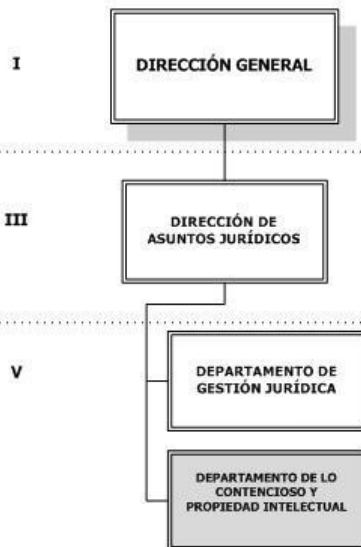 I
DIRECCIÓN GENERAL
III
DIRECCIÓN DE
ASUNTOS JURÍDICOS
V
DEPARTAMENTO DE
GESTIÓN JURÍDICA
DEPARTAMENTO DE LO
CONTENCIOSO Y
PROPIEDAD INTELECTUAL